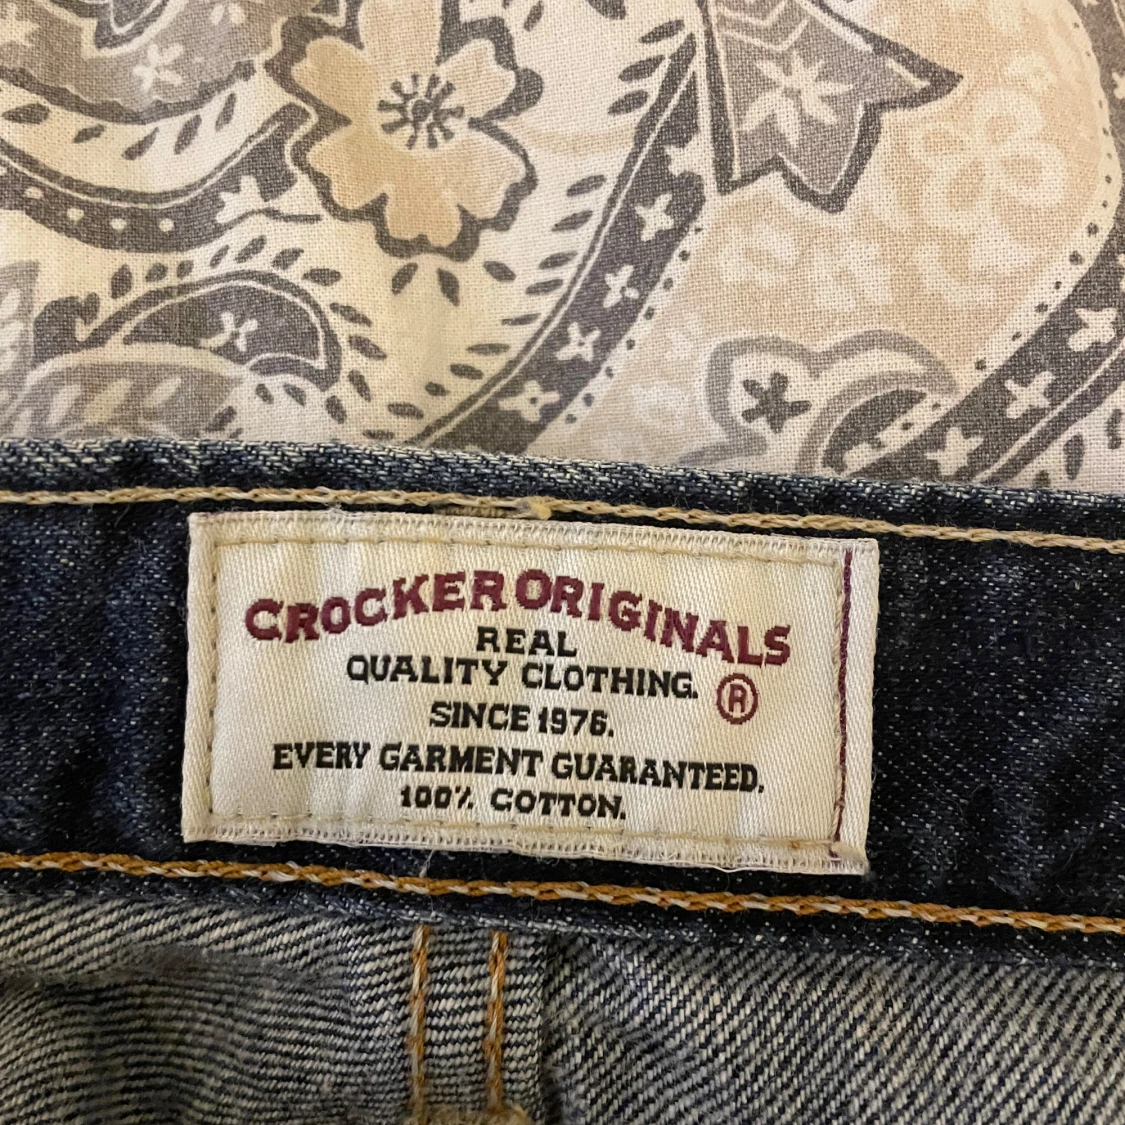 CROCKER ORIGINALS
REAL
QUALITY CLOTHING.
®
SINCE 1976.
EVERY GARMENT GUARANTEED.
100% COTTON.